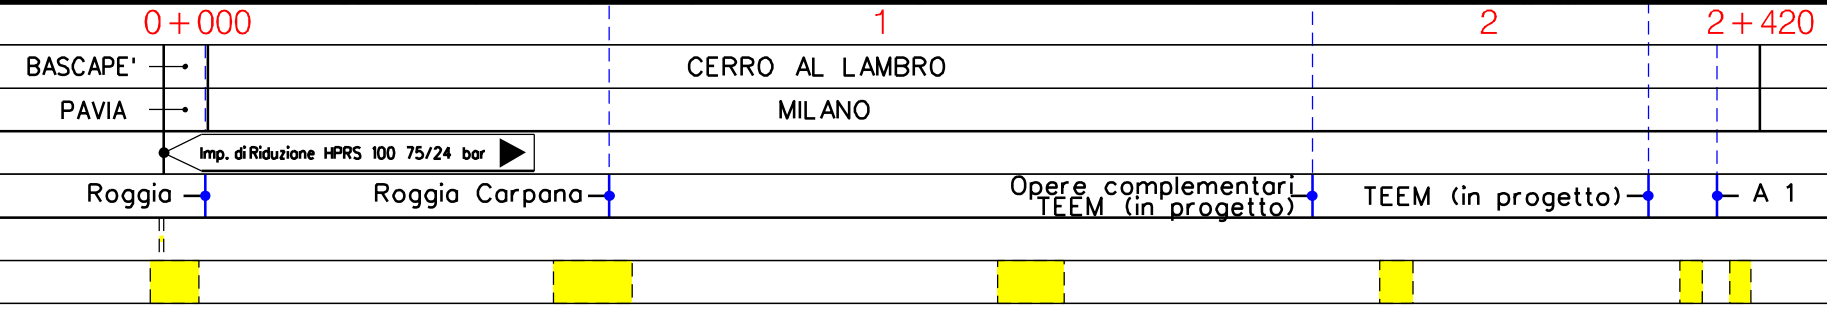 0+000 1 2 2+420
BASCAPE' CERRO AL LAMBRO
PAVIA MILANO
Imp. di Riduzione HPRS 100 75/24 bar
Roggia Roggia Carpana Opere complementari
TEEM (in progetto) TEEM (in progetto) A 1